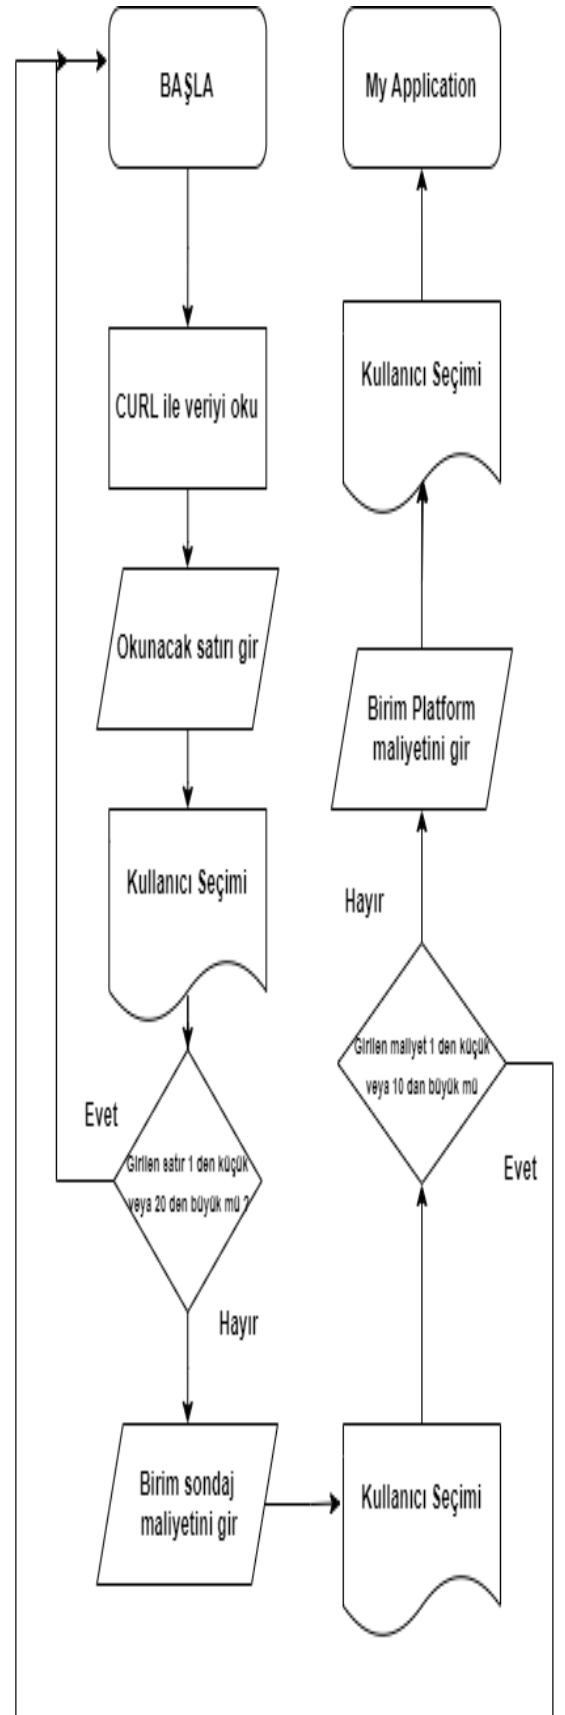 BAŞLA
CURL ile veriyi oku
Okunacak satırı gir
Kullanıcı Seçimi
Evet
Girilen satır 1 den küçük
veya 20 den büyük mü ?
Hayır
Birim sondaj
maliyetini gir
Kullanıcı Seçimi
Girilen maliyet 1 den küçük
veya 10 dan büyük mü
Evet
Hayır
Birim Platform
maliyetini gir
Kullanıcı Seçimi
My Application